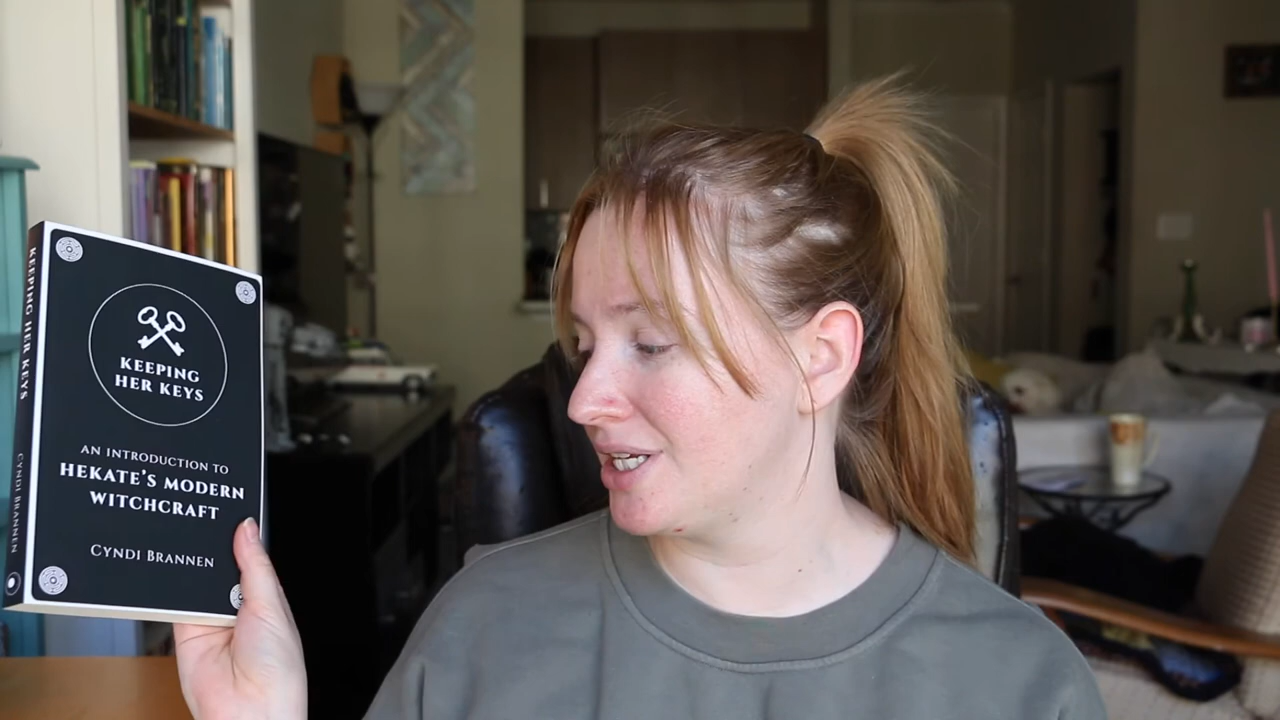 KEEPING HER KEYS
CYNDI BRANNEN
KEEPING
HER KEYS
AN INTRODUCTION TO
HEKATE'S MODERN
WITCHCRAFT
CYNDI BRANNEN